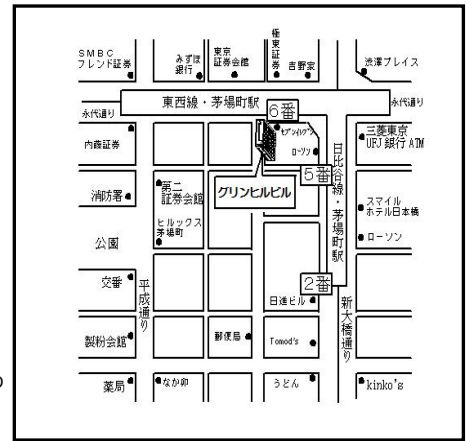 SMBC
フレンド証券
みずほ
銀行
東京
証券会館
極東証券
吉野家
渋澤プレイス
永代通り
東西線・茅場町駅
6番
永代通り
内藤証券
セブンイレブン
ローソン
5番
日比谷線・茅場町駅
三菱東京
UFJ銀行ATM
グリンヒルビル
消防署
第二
証券会館
ヒルックス
茅場町
スマイル
ホテル日本橋
ローソン
公園
交番
平成通り
2番
日進ビル
新大橋通り
製粉会館
郵便局
Tomod's
薬局
なか卯
うどん
kinko's